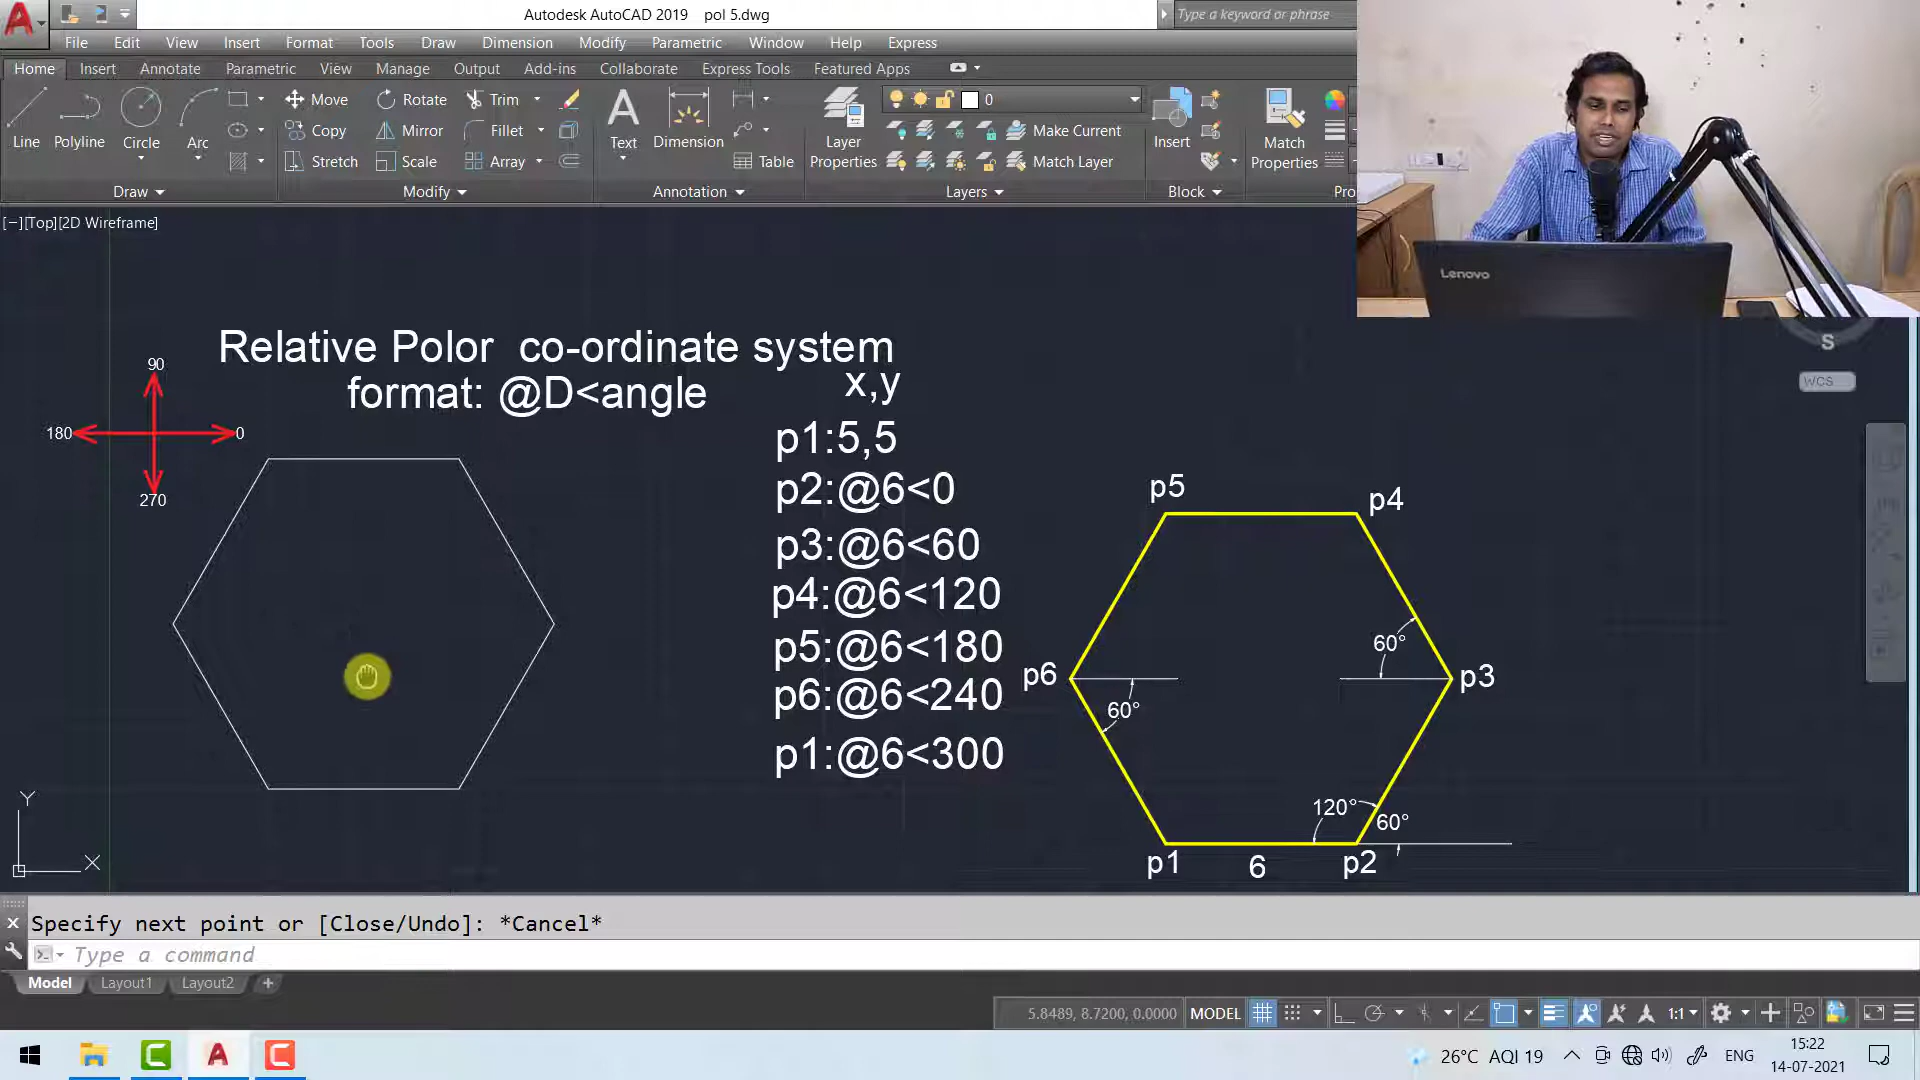 Autodesk AutoCAD 2019 pol 5.dwg
Type a keyword or phrase
File Edit View Insert Format Tools Draw Dimension Modify Parametric Window Help Express
Home Insert Annotate Parametric View Manage Output Add-ins Collaborate Express Tools Featured Apps
Line Polyline Circle Arc
Move Rotate Trim
Copy Mirror Fillet
Stretch Scale Array
Text Dimension Table
Layer Properties
0
Make Current
Match Layer
Insert
Match Properties
Draw Modify Annotation Layers Block Pro
[−][Top][2D Wireframe]
Lenovo
S
WCS
Relative Polor co-ordinate system
format: @D<angle
x,y
90
180
0
270
p1:5,5
p2:@6<0
p3:@6<60
p4:@6<120
p5:@6<180
p6:@6<240
p1:@6<300
p5
p4
60°
p6
p3
60°
120°
60°
p1
6
p2
Y
X
Specify next point or [Close/Undo]: *Cancel*
Type a command
Model Layout1 Layout2 +
5.8489, 8.7200, 0.0000 MODEL 1:1
26°C AQI 19 ENG
15:22
14-07-2021